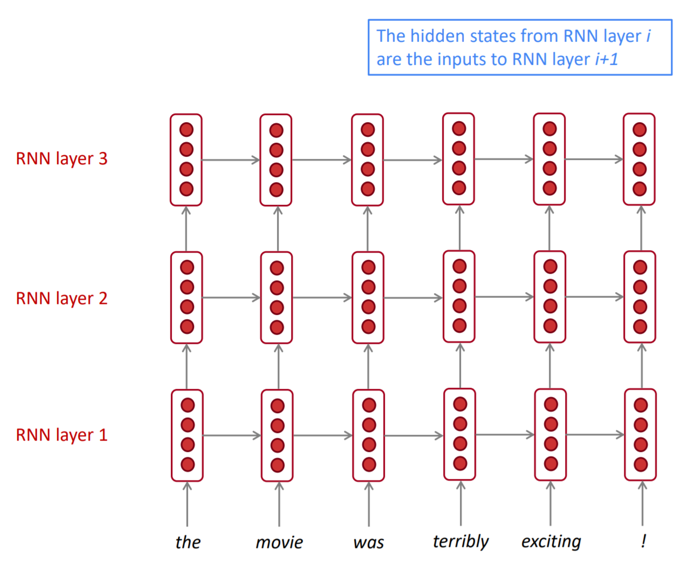 The hidden states from RNN layer i
are the inputs to RNN layer i+1
RNN layer 3
RNN layer 2
RNN layer 1
the movie was terribly exciting !